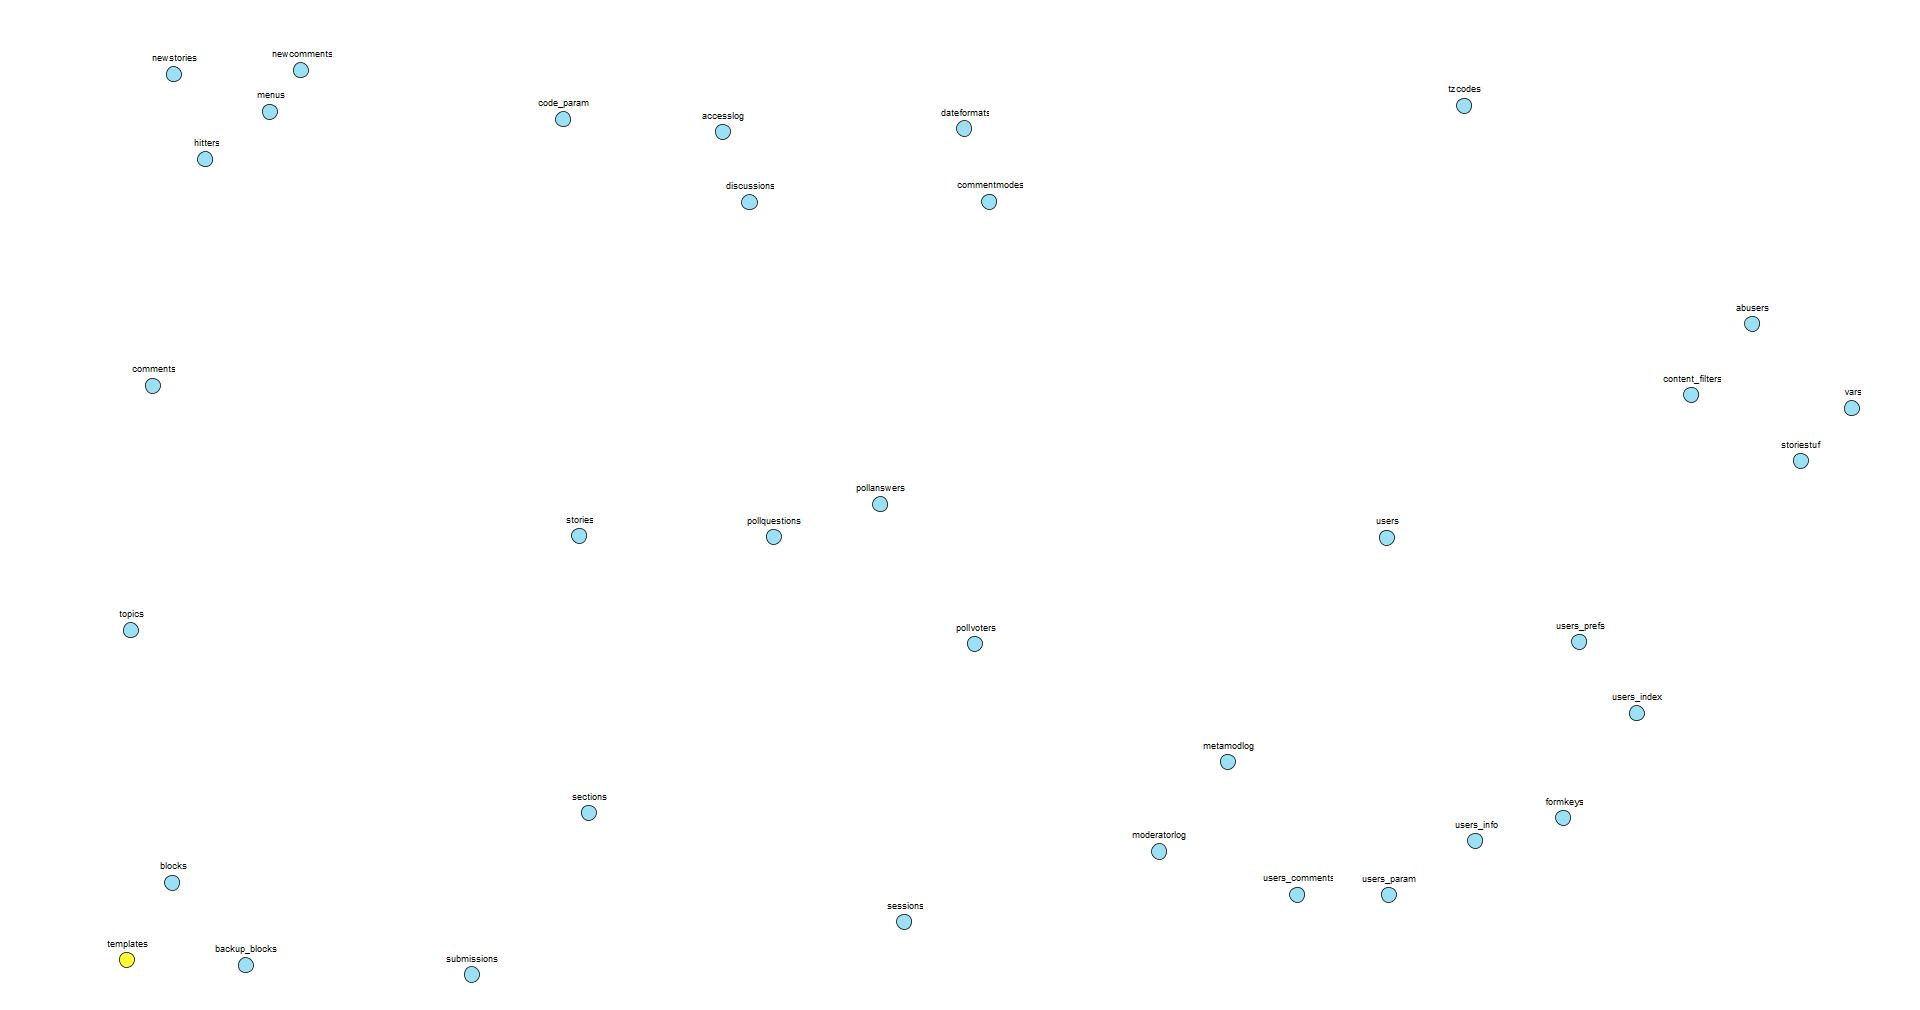 newcomments
newstories
tzcodes
menus
code_param
dateformats
accesslog
hitters
commentmodes
discussions
abusers
comments
content_filters
vars
storiestuf
pollanswers
stories
pollquestions
users
topics
users_prefs
pollvoters
users_index
metamodlog
sections
formkeys
users_info
moderatorlog
blocks
users_comments
users_param
sessions
templates
backup_blocks
submissions